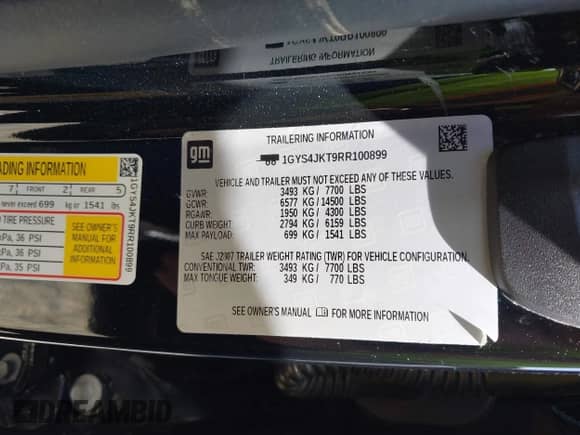 gm
TRAILERING INFORMATION
1GYS4JKT9RR100899
VEHICLE AND TRAILER MUST NOT EXCEED ANY OF THESE VALUES.
GVWR: 3493 KG / 7700 LBS
GCWR: 6577 KG / 14500 LBS
RGAWR: 1950 KG / 4300 LBS
CURB WEIGHT: 2794 KG / 6159 LBS
MAX PAYLOAD: 699 KG / 1541 LBS
SAE J2807 TRAILER WEIGHT RATING (TWR) FOR VEHICLE CONFIGURATION.
CONVENTIONAL TWR: 3493 KG / 7700 LBS
MAX TONGUE WEIGHT: 349 KG / 770 LBS
SEE OWNER'S MANUAL FOR MORE INFORMATION
ADING INFORMATION
7 FRONT 2 REAR 5
never exceed 699 kg or 1541 lbs
TIRE PRESSURE
kPa, 36 PSI
kPa, 36 PSI
kPa, 35 PSI
SEE OWNER'S
MANUAL FOR
ADDITIONAL
INFORMATION
1GYS4JKT9RR100899
DREAMBID